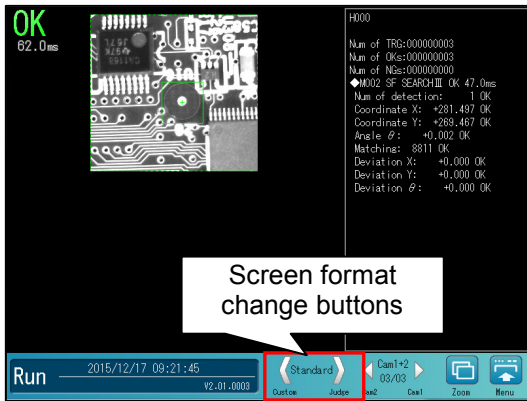 OK
62.0ms
H000
Num of TRG:000000003
Num of OKs:000000003
Num of NGs:000000000
◆M002 SF SEARCHⅢ OK 47.0ms
Num of detection: 1 OK
Coordinate X: +281.497 OK
Coordinate Y: +269.467 OK
Angle θ: +0.002 OK
Matching: 8811 OK
Deviation X: +0.000 OK
Deviation Y: +0.000 OK
Deviation θ: +0.000 OK
Screen format
change buttons
Run
2015/12/17 09:21:45
V2.01.0003
Standard
Custom Judge
Cam1+2
03/03
Cam2 Cam1
Zoom
Menu